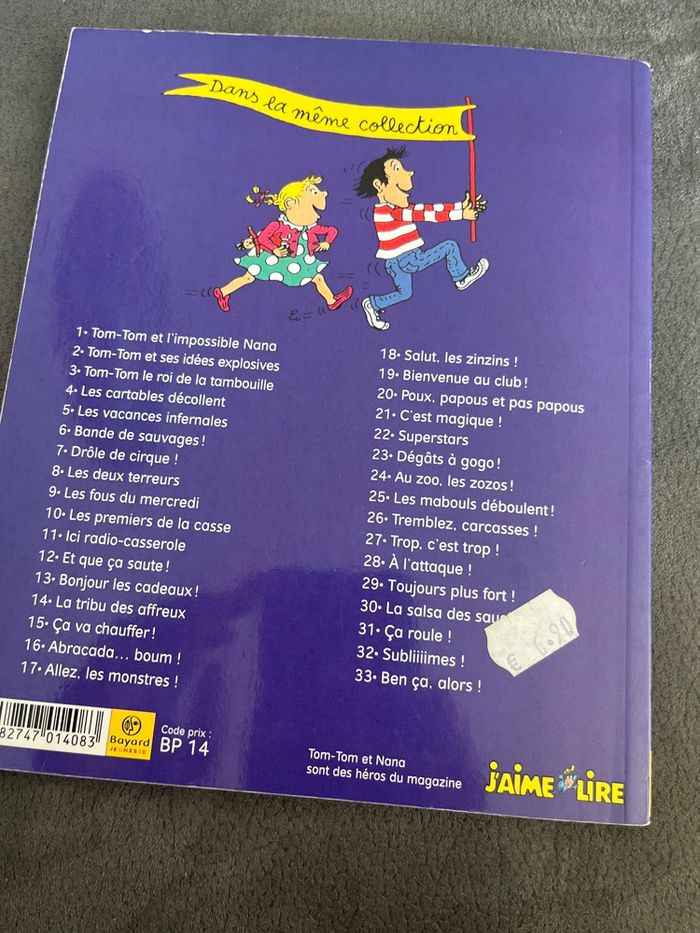 Dans la même collection
1• Tom-Tom et l'impossible Nana
2• Tom-Tom et ses idées explosives
3• Tom-Tom le roi de la tambouille
4• Les cartables décollent
5• Les vacances infernales
6• Bande de sauvages !
7• Drôle de cirque !
8• Les deux terreurs
9• Les fous du mercredi
10• Les premiers de la casse
11• Ici radio-casserole
12• Et que ça saute !
13• Bonjour les cadeaux !
14• La tribu des affreux
15• Ça va chauffer !
16• Abracada... boum !
17• Allez, les monstres !
18• Salut, les zinzins !
19• Bienvenue au club !
20• Poux, papous et pas papous
21• C'est magique !
22• Superstars
23• Dégâts à gogo !
24• Au zoo, les zozos !
25• Les mabouls déboulent !
26• Tremblez, carcasses !
27• Trop, c'est trop !
28• À l'attaque !
29• Toujours plus fort !
30• La salsa des
31• Ça roule !
32• Subliiiimes !
33• Ben ça, alors !
€ 6.20
82747 014083
Bayard
JEUNESSE
Code prix :
BP 14
Tom-Tom et Nana
sont des héros du magazine
J'AIME LIRE